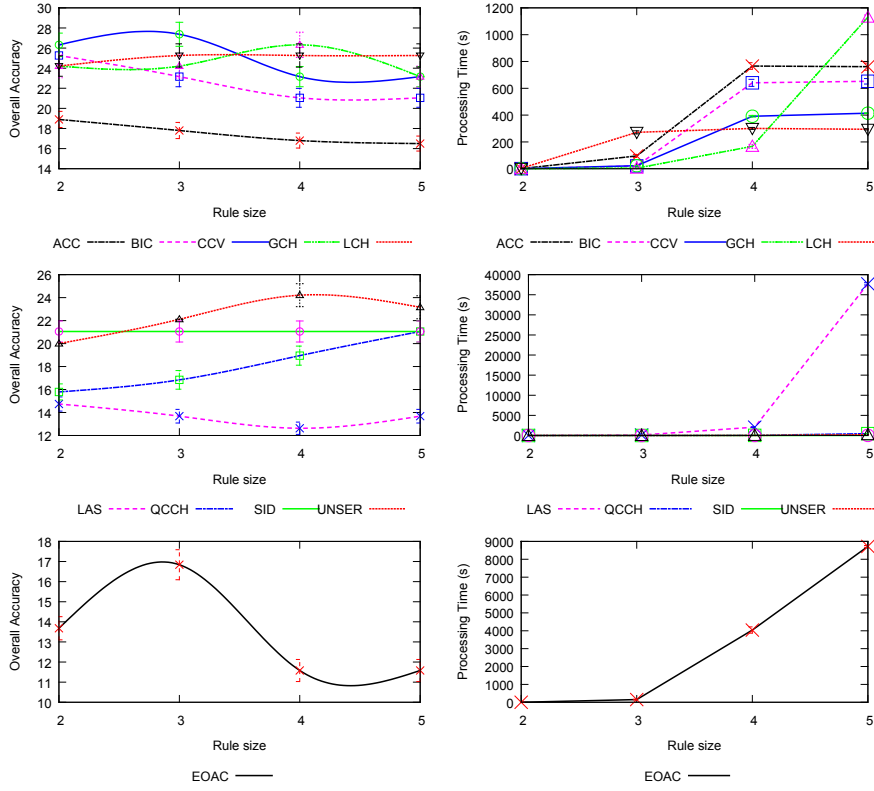 Overall Accuracy
30
28
26
24
22
20
18
16
14
2 3 4 5
Rule size
ACC BIC CCV GCH LCH
Processing Time (s)
1200
1000
800
600
400
200
0
2 3 4 5
Rule size
ACC BIC CCV GCH LCH
Overall Accuracy
26
24
22
20
18
16
14
12
2 3 4 5
Rule size
LAS QCCH SID UNSER
Processing Time (s)
40000
35000
30000
25000
20000
15000
10000
5000
0
2 3 4 5
Rule size
LAS QCCH SID UNSER
Overall Accuracy
18
17
16
15
14
13
12
11
10
2 3 4 5
Rule size
EOAC
Processing Time (s)
9000
8000
7000
6000
5000
4000
3000
2000
1000
0
2 3 4 5
Rule size
EOAC